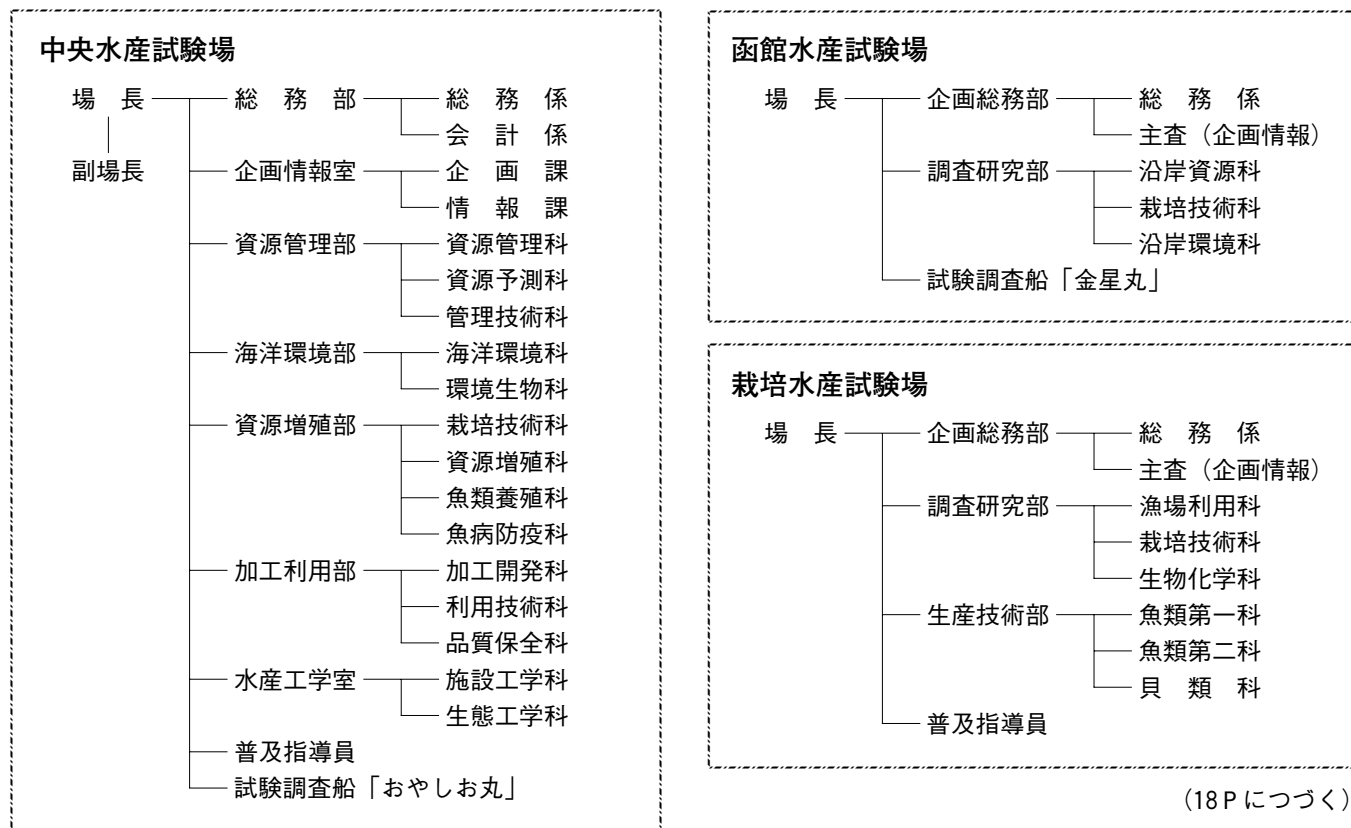 中央水産試験場
場長 総務部 総務係
会計係
副場長 企画情報室 企画課
情報課
資源管理部 資源管理科
資源予測科
管理技術科
海洋環境部 海洋環境科
環境生物科
資源増殖部 栽培技術科
資源増殖科
魚類養殖科
魚病防疫科
加工利用部 加工開発科
利用技術科
品質保全科
水産工学室 施設工学科
生態工学科
普及指導員
試験調査船「おやしお丸」
函館水産試験場
場長 企画総務部 総務係
主査（企画情報）
調査研究部 沿岸資源科
栽培技術科
沿岸環境科
試験調査船「金星丸」
栽培水産試験場
場長 企画総務部 総務係
主査（企画情報）
調査研究部 漁場利用科
栽培技術科
生物化学科
生産技術部 魚類第一科
魚類第二科
貝類科
普及指導員
（18Pにつづく）